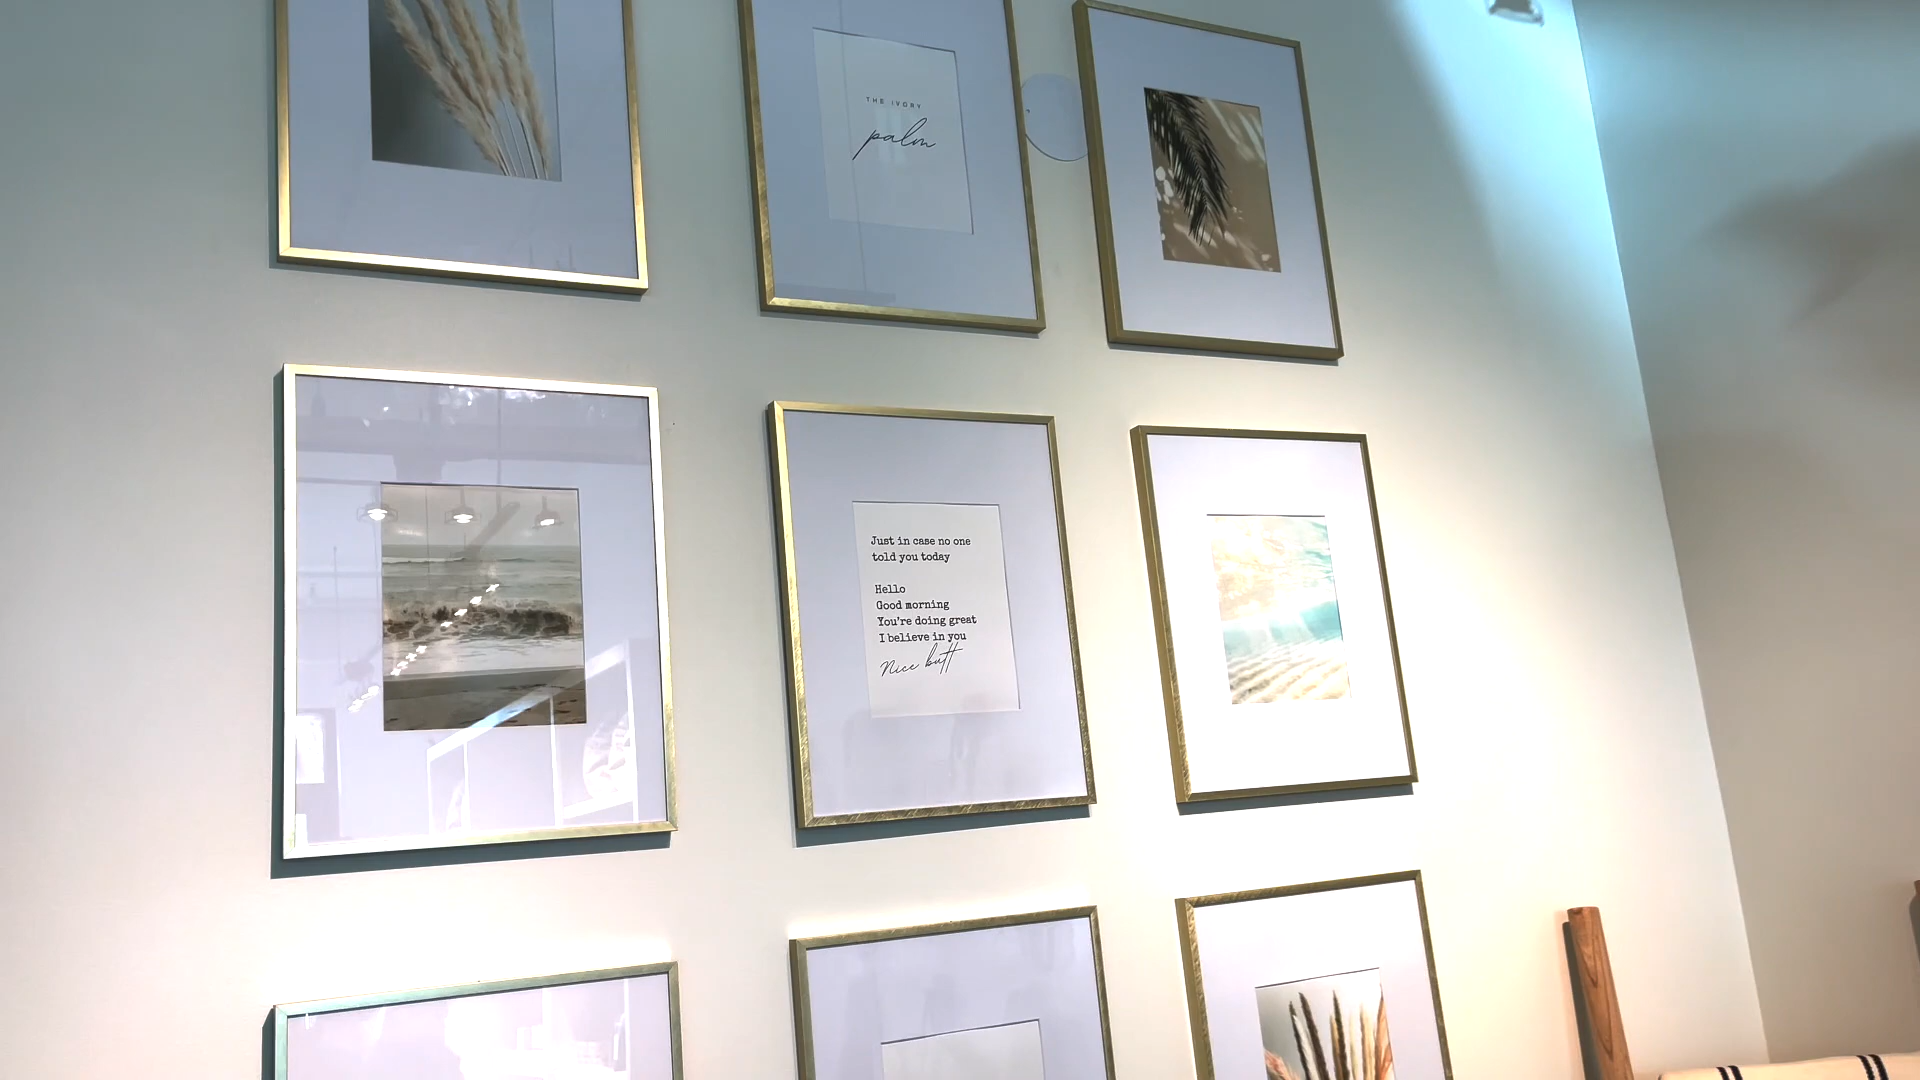 THE IVORY
palm
Just in case no one
told you today
Hello
Good morning
You're doing great
I believe in you
Nice butt